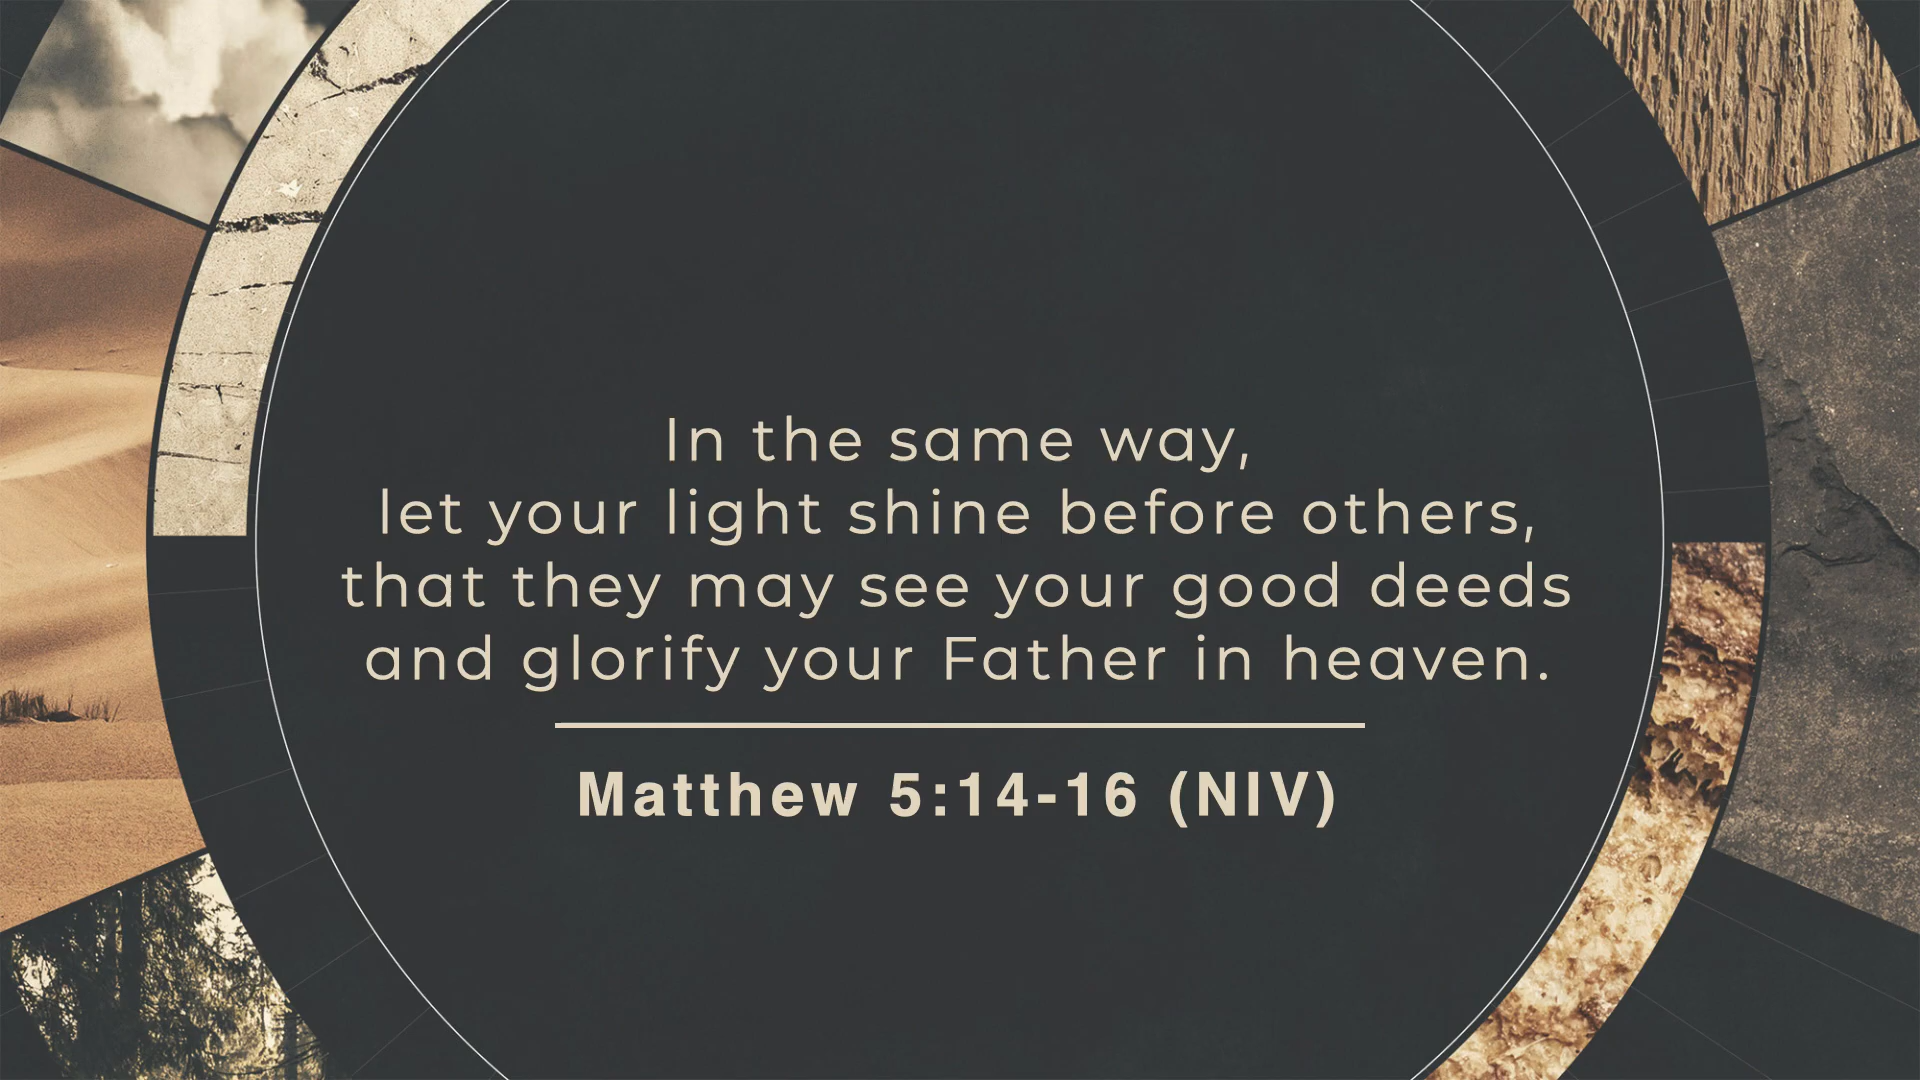 In the same way,
let your light shine before others,
that they may see your good deeds
and glorify your Father in heaven.
Matthew 5:14-16 (NIV)